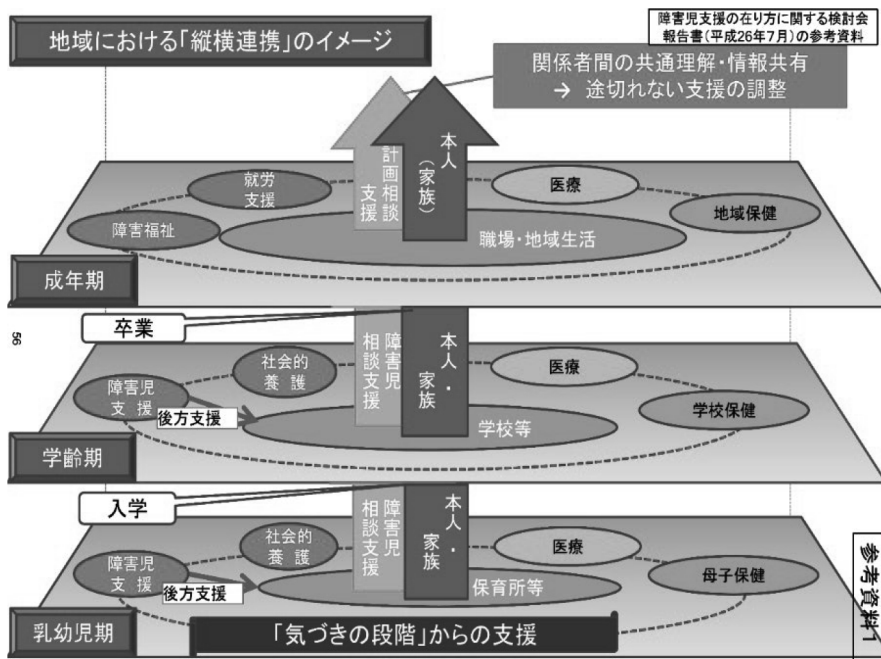 地域における「縦横連携」のイメージ
障害児支援の在り方に関する検討会
報告書(平成26年7月)の参考資料
関係者間の共通理解・情報共有
→ 途切れない支援の調整
計画相談
支援
本人
(家族)
就労
支援
医療
障害福祉
地域保健
職場・地域生活
成年期
卒業
56
障害児
相談支援
本人・
家族
社会的
養護
医療
障害児
支援
後方支援
学校等
学校保健
学齢期
入学
障害児
相談支援
本人・
家族
社会的
養護
医療
障害児
支援
後方支援
保育所等
母子保健
乳幼児期
「気づきの段階」からの支援
参考資料1